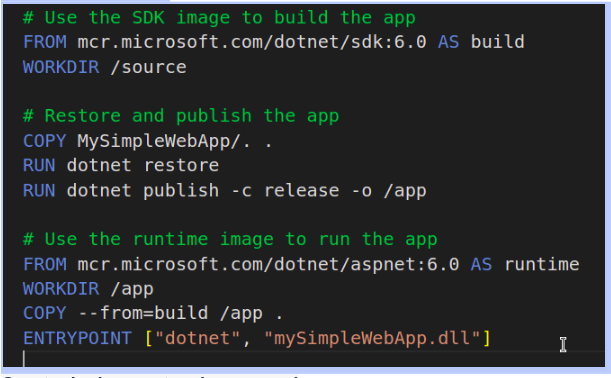 # Use the SDK image to build the app
FROM mcr.microsoft.com/dotnet/sdk:6.0 AS build
WORKDIR /source
# Restore and publish the app
COPY MySimpleWebApp/. .
RUN dotnet restore
RUN dotnet publish -c release -o /app
# Use the runtime image to run the app
FROM mcr.microsoft.com/dotnet/aspnet:6.0 AS runtime
WORKDIR /app
COPY --from=build /app .
ENTRYPOINT ["dotnet", "mySimpleWebApp.dll"]